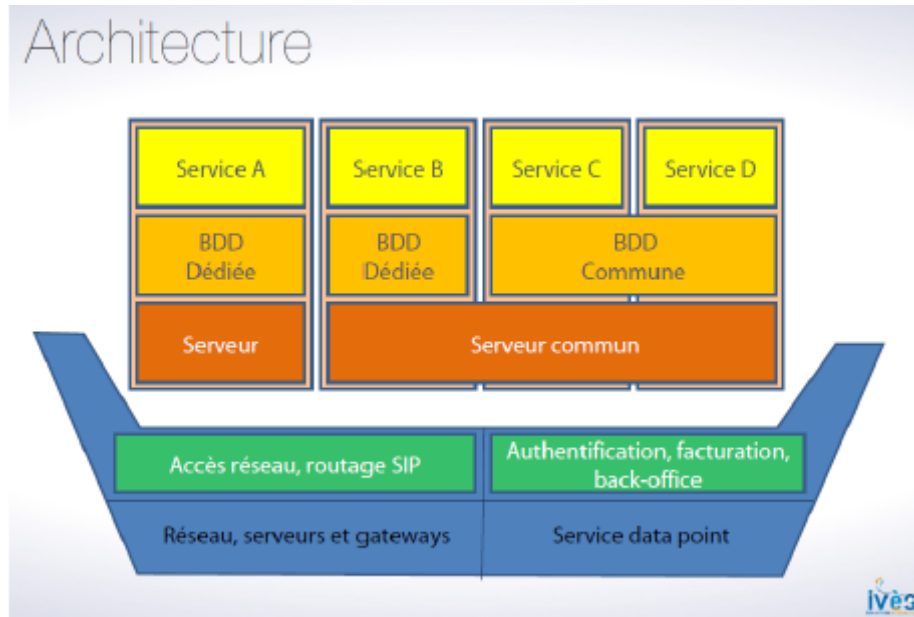 Architecture
Service A
Service B
Service C
Service D
BDD
Dédiée
BDD
Dédiée
BDD
Commune
Serveur
Serveur commun
Accès réseau, routage SIP
Authentification, facturation,
back-office
Réseau, serveurs et gateways
Service data point
ivès